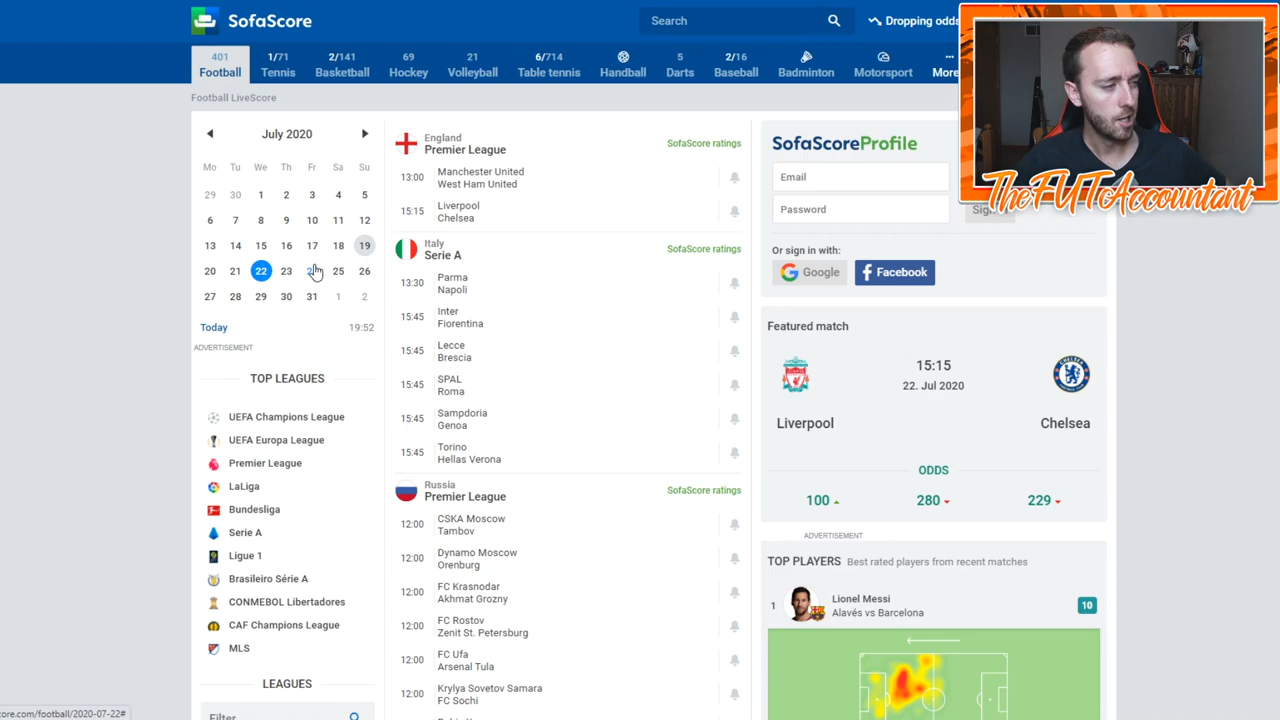 SofaScore
Search
Dropping odds
401
Football
1/71
Tennis
2/141
Basketball
69
Hockey
21
Volleyball
6/714
Table tennis
Handball
5
Darts
2/16
Baseball
Badminton
Motorsport
More
TheFUTAccountant
Football LiveScore
July 2020
Mo Tu We Th Fr Sa Su
29 30 1 2 3 4 5
6 7 8 9 10 11 12
13 14 15 16 17 18 19
20 21 22 23 25 26
27 28 29 30 31 1 2
Today 19:52
ADVERTISEMENT
TOP LEAGUES
UEFA Champions League
UEFA Europa League
Premier League
LaLiga
Bundesliga
Serie A
Ligue 1
Brasileiro Série A
CONMEBOL Libertadores
CAF Champions League
MLS
LEAGUES
Filter
core.com/football/2020-07-22#
England
Premier League
SofaScore ratings
13:00
Manchester United
West Ham United
15:15
Liverpool
Chelsea
Italy
Serie A
SofaScore ratings
13:30
Parma
Napoli
15:45
Inter
Fiorentina
15:45
Lecce
Brescia
15:45
SPAL
Roma
15:45
Sampdoria
Genoa
15:45
Torino
Hellas Verona
Russia
Premier League
SofaScore ratings
12:00
CSKA Moscow
Tambov
12:00
Dynamo Moscow
Orenburg
12:00
FC Krasnodar
Akhmat Grozny
12:00
FC Rostov
Zenit St. Petersburg
12:00
FC Ufa
Arsenal Tula
12:00
Krylya Sovetov Samara
FC Sochi
SofaScoreProfile
Email
Password
Sign
Or sign in with:
Google
Facebook
Featured match
15:15
22. Jul 2020
Liverpool
Chelsea
ODDS
100
280
229
ADVERTISEMENT
TOP PLAYERS Best rated players from recent matches
1
Lionel Messi
Alavés vs Barcelona
10